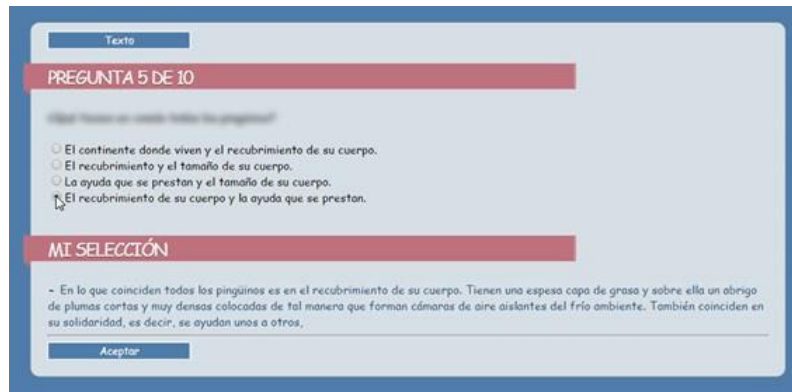 Texto
PREGUNTA 5 DE 10
El continente donde viven y el recubrimiento de su cuerpo.
El recubrimiento y el tamaño de su cuerpo.
La ayuda que se prestan y el tamaño de su cuerpo.
El recubrimiento de su cuerpo y la ayuda que se prestan.
MI SELECCIÓN
- En lo que coinciden todos los pingüinos es en el recubrimiento de su cuerpo. Tienen una espesa capa de grasa y sobre ella un abrigo
de plumas cortas y muy densas colocadas de tal manera que forman cámaras de aire aislantes del frío ambiente. También coinciden en
su solidaridad, es decir, se ayudan unos a otros,
Aceptar